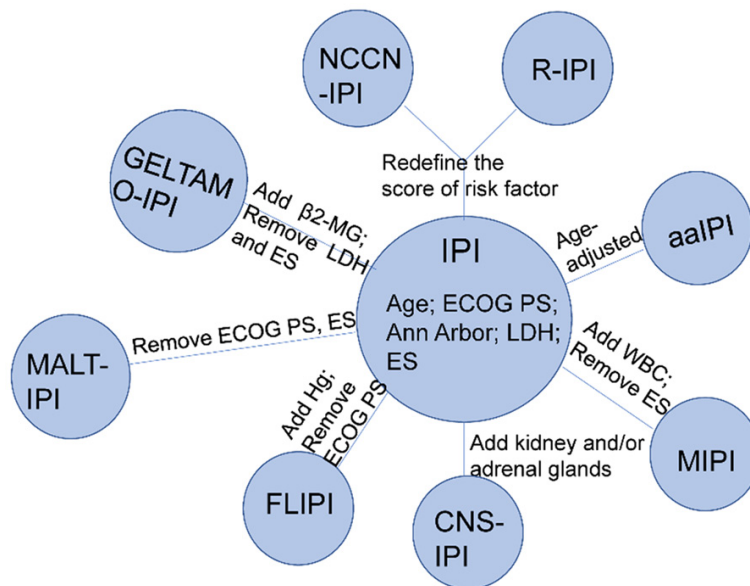 NCCN
-IPI
R-IPI
Redefine the
score of risk factor
GELTAM
O-IPI
Add β2-MG;
Remove LDH
and ES
Age-
adjusted
aaIPI
IPI
Age; ECOG PS;
Ann Arbor; LDH;
ES
Remove ECOG PS, ES
MALT-
IPI
Add WBC;
Remove ES
MIPI
Add Hg;
Remove
ECOG PS
FLIPI
Add kidney and/or
adrenal glands
CNS-
IPI